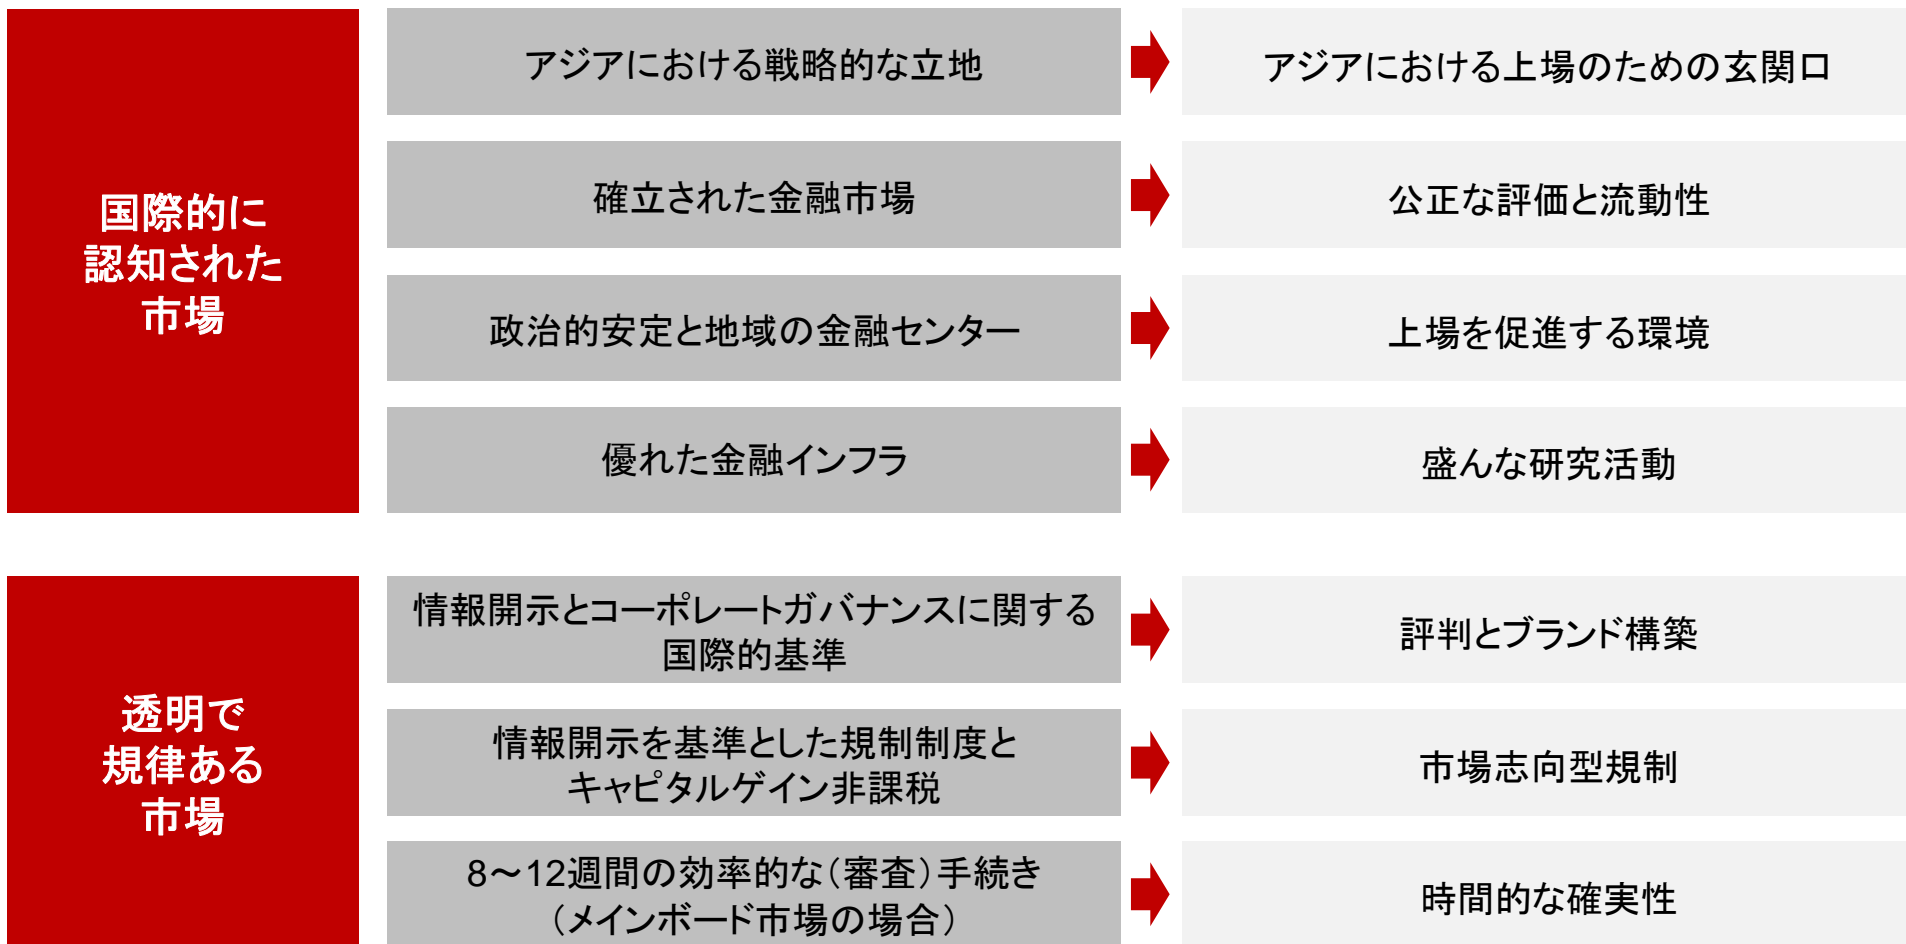 国際的に
認知された
市場
アジアにおける戦略的な立地
アジアにおける上場のための玄関口
確立された金融市場
公正な評価と流動性
政治的安定と地域の金融センター
上場を促進する環境
優れた金融インフラ
盛んな研究活動
透明で
規律ある
市場
情報開示とコーポレートガバナンスに関する
国際的基準
評判とブランド構築
情報開示を基準とした規制制度と
キャピタルゲイン非課税
市場志向型規制
8～12週間の効率的な（審査）手続き
（メインボード市場の場合）
時間的な確実性